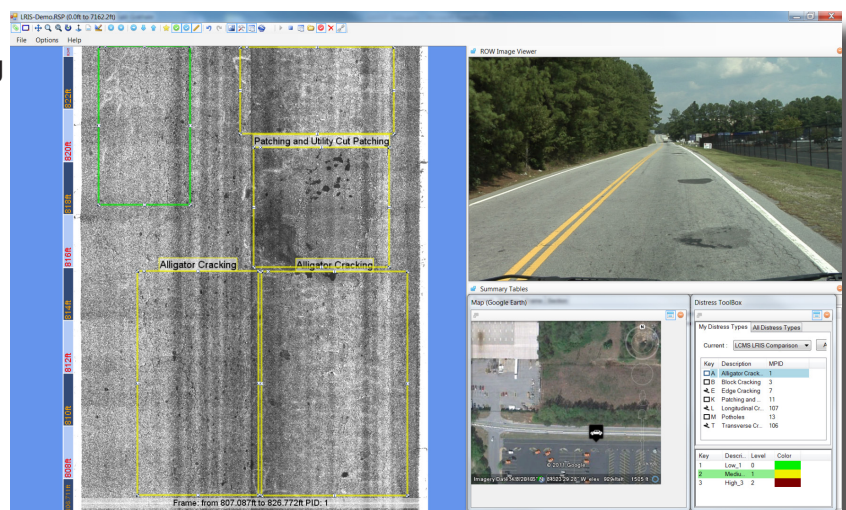 LRIS-Demo.RSP (0.0ft to 7162.2ft)
File Options Help
822ft
820ft
Patching and Utility Cut Patching
818ft
816ft
Alligator Cracking Alligator Cracking
814ft
812ft
810ft
808ft
Frame: from 807.087ft to 826.772ft PID: 1
ROW Image Viewer
Summary Tables
Map (Google Earth)
N
© 2011 Google
1505 ft
Distress ToolBox
My Distress Types All Distress Types
Current : LCMS LRIS Comparison A
Key Description MPID
A Alligator Crack... 1
B Block Cracking 3
E Edge Cracking 7
K Patching and ... 11
L Longitudinal Cr... 107
M Potholes 13
T Transverse Cr... 106
Key Descri... Level Color
1 Low_1 0
2 Mediu... 1
3 High_3 2